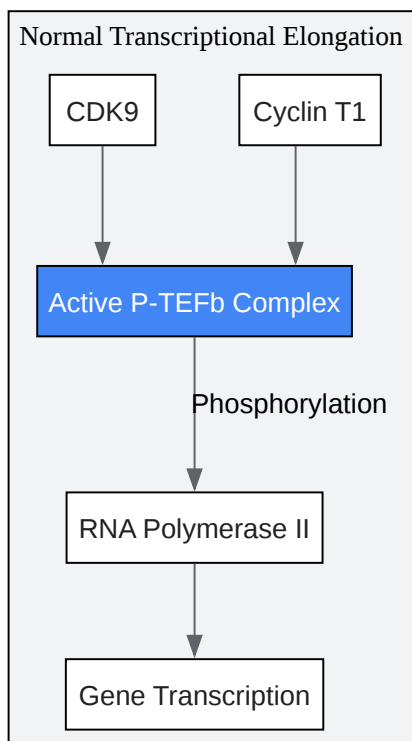 Normal Transcriptional Elongation
CDK9
Cyclin T1
Active P-TEFb Complex
Phosphorylation
RNA Polymerase II
Gene Transcription